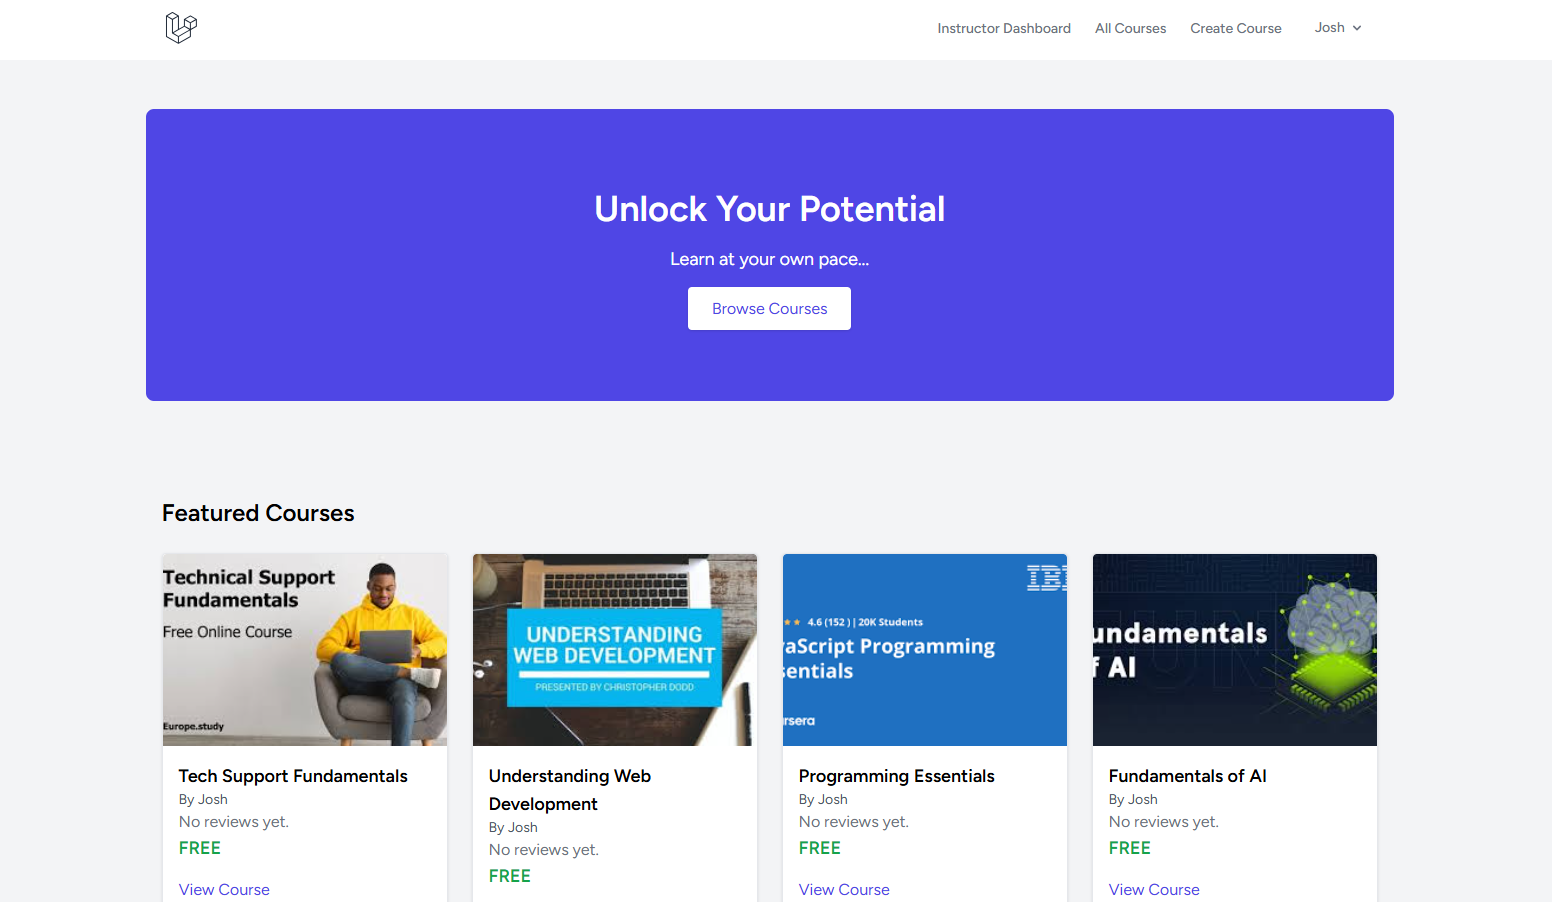 Instructor Dashboard
All Courses
Create Course
Josh
Unlock Your Potential
Learn at your own pace...
Browse Courses
Featured Courses
Technical Support
Fundamentals
Free Online Course
Europe.study
Tech Support Fundamentals
By Josh
No reviews yet.
FREE
View Course
UNDERSTANDING
WEB DEVELOPMENT
PRESENTED BY CHRISTOPHER DODD
Understanding Web
Development
By Josh
No reviews yet.
FREE
IBM
4.6 (152 ) | 20K Students
aScript Programming
sentials
rsera
Programming Essentials
By Josh
No reviews yet.
FREE
View Course
undamentals
f AI
Fundamentals of AI
By Josh
No reviews yet.
FREE
View Course